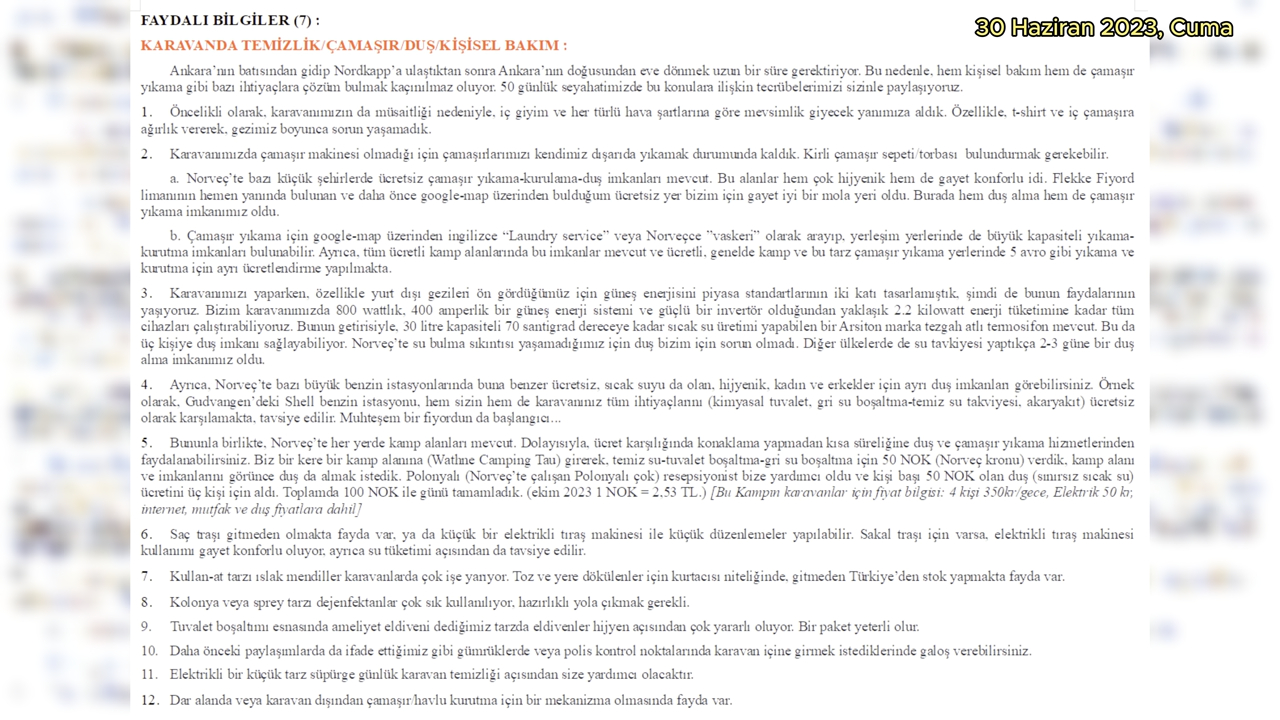 FAYDALI BİLGİLER (7) :
30 Haziran 2023, Cuma
KARAVANDA TEMİZLİK/ÇAMAŞIR/DUŞ/KİŞİSEL BAKIM :
Ankara’nın batısından gidip Nordkapp’a ulaştıktan sonra Ankara’nın doğusundan eve dönmek uzun bir süre gerektiriyor. Bu nedenle, hem kişisel bakım hem de çamaşır
yıkama gibi bazı ihtiyaçlara çözüm bulmak kaçınılmaz oluyor. 50 günlük seyahatimizde bu konulara ilişkin tecrübelerimizi sizinle paylaşıyoruz.
1. Öncelikli olarak, karavanımızın da müsaitliği nedeniyle, iç giyim ve her türlü hava şartlarına göre mevsimlik giyecek yanımıza aldık. Özellikle, t-shirt ve iç çamaşıra
ağırlık vererek, gezimiz boyunca sorun yaşamadık.
2. Karavanımızda çamaşır makinesi olmadığı için çamaşırlarımızı kendimiz dışarıda yıkamak durumunda kaldık. Kirli çamaşır sepeti/torbası bulundurmak gerekebilir.
a. Norveç’te bazı küçük şehirlerde ücretsiz çamaşır yıkama-kurulama-duş imkanları mevcut. Bu alanlar hem çok hijyenik hem de gayet konforlu idi. Flekke Fiyord
limanının hemen yanında bulunan ve daha önce google-map üzerinden bulduğum ücretsiz yer bizim için gayet iyi bir mola yeri oldu. Burada hem duş alma hem de çamaşır
yıkama imkanımız oldu.
b. Çamaşır yıkama için google-map üzerinden ingilizce “Laundry service” veya Norveçce ”vaskeri” olarak arayıp, yerleşim yerlerinde de büyük kapasiteli yıkama-
kurutma imkanları bulunabilir. Ayrıca, tüm ücretli kamp alanlarında bu imkanlar mevcut ve ücretli, genelde kamp ve bu tarz çamaşır yıkama yerlerinde 5 avro gibi yıkama ve
kurutma için ayrı ücretlendirme yapılmakta.
3. Karavanımızı yaparken, özellikle yurt dışı gezileri ön gördüğümüz için güneş enerjisini piyasa standartlarının iki katı tasarlamıştık, şimdi de bunun faydalarının
yaşıyoruz. Bizim karavanımızda 800 wattlık, 400 amperlik bir güneş enerji sistemi ve güçlü bir invertör olduğundan yaklaşık 2.2 kilowatt enerji tüketimine kadar tüm
cihazları çalıştırabiliyoruz. Bunun getirisiyle, 30 litre kapasiteli 70 santigrad dereceye kadar sıcak su üretimi yapabilen bir Arsiton marka tezgah atlı termosifon mevcut. Bu da
üç kişiye duş imkanı sağlayabiliyor. Norveç’te su bulma sıkıntısı yaşamadığımız için duş bizim için sorun olmadı. Diğer ülkelerde de su tavkiyesi yaptıkça 2-3 güne bir duş
alma imkanımız oldu.
4. Ayrıca, Norveç’te bazı büyük benzin istasyonlarında buna benzer ücretsiz, sıcak suyu da olan, hijyenik, kadın ve erkekler için ayrı duş imkanları görebilirsiniz. Örnek
olarak, Gudvangen’deki Shell benzin istasyonu, hem sizin hem de karavanız tüm ihtiyaçlarını (kimyasal tuvalet, gri su boşaltma-temiz su takviyesi, akaryakıt) ücretsiz
olarak karşılamakta, tavsiye edilir. Muhteşem bir fiyordun da başlangıcı...
5. Bununla birlikte, Norveç’te her yerde kamp alanları mevcut. Dolayısıyla, ücret karşılığında konaklama yapmadan kısa süreliğine duş ve çamaşır yıkama hizmetlerinden
faydalanabilirsiniz. Biz bir kere bir kamp alanına (Wathne Camping Tau) girerek, temiz su-tuvalet boşaltma-gri su boşaltma için 50 NOK (Norveç kronu) verdik, kamp alanı
ve imkanlarını görünce duş da almak istedik. Polonyalı (Norveç’te çalışan Polonyalı çok) resepsiyonist bize yardımcı oldu ve kişi başı 50 NOK olan duş (sınırsız sıcak su)
ücretini üç kişi için aldı. Toplamda 100 NOK ile günü tamamladık. (ekim 2023 1 NOK = 2,53 TL.) [Bu Kampın karavanlar için fiyat bilgisi: 4 kişi 350kr/gece, Elektrik 50 kr,
internet, mutfak ve duş fiyatlara dahil]
6. Saç traşı gitmeden olmakta fayda var, ya da küçük bir elektrikli tıraş makinesi ile küçük düzenlemeler yapılabilir. Sakal traşı için varsa, elektrikli tıraş makinesi
kullanımı gayet konforlu oluyor, ayrıca su tüketimi açısından da tavsiye edilir.
7. Kullan-at tarzı ıslak mendiller karavanlarda çok işe yarıyor. Toz ve yere dökülenler için kurtacısı niteliğinde, gitmeden Türkiye’den stok yapmakta fayda var.
8. Kolonya veya sprey tarzı dejenfektanlar çok sık kullanılıyor, hazırlıklı yola çıkmak gerekli.
9. Tuvalet boşaltımı esnasında ameliyet eldiveni dediğimiz tarzda eldivenler hijyen açısından çok yararlı oluyor. Bir paket yeterli olur.
10. Daha önceki paylaşımlarda da ifade ettiğimiz gibi gümrüklerde veya polis kontrol noktalarında karavan içine girmek istediklerinde galoş verebilirsiniz.
11. Elektrikli bir küçük tarz süpürge günlük karavan temizliği açısından size yardımcı olacaktır.
12. Dar alanda veya karavan dışından çamaşır/havlu kurutma için bir mekanizma olmasında fayda var.